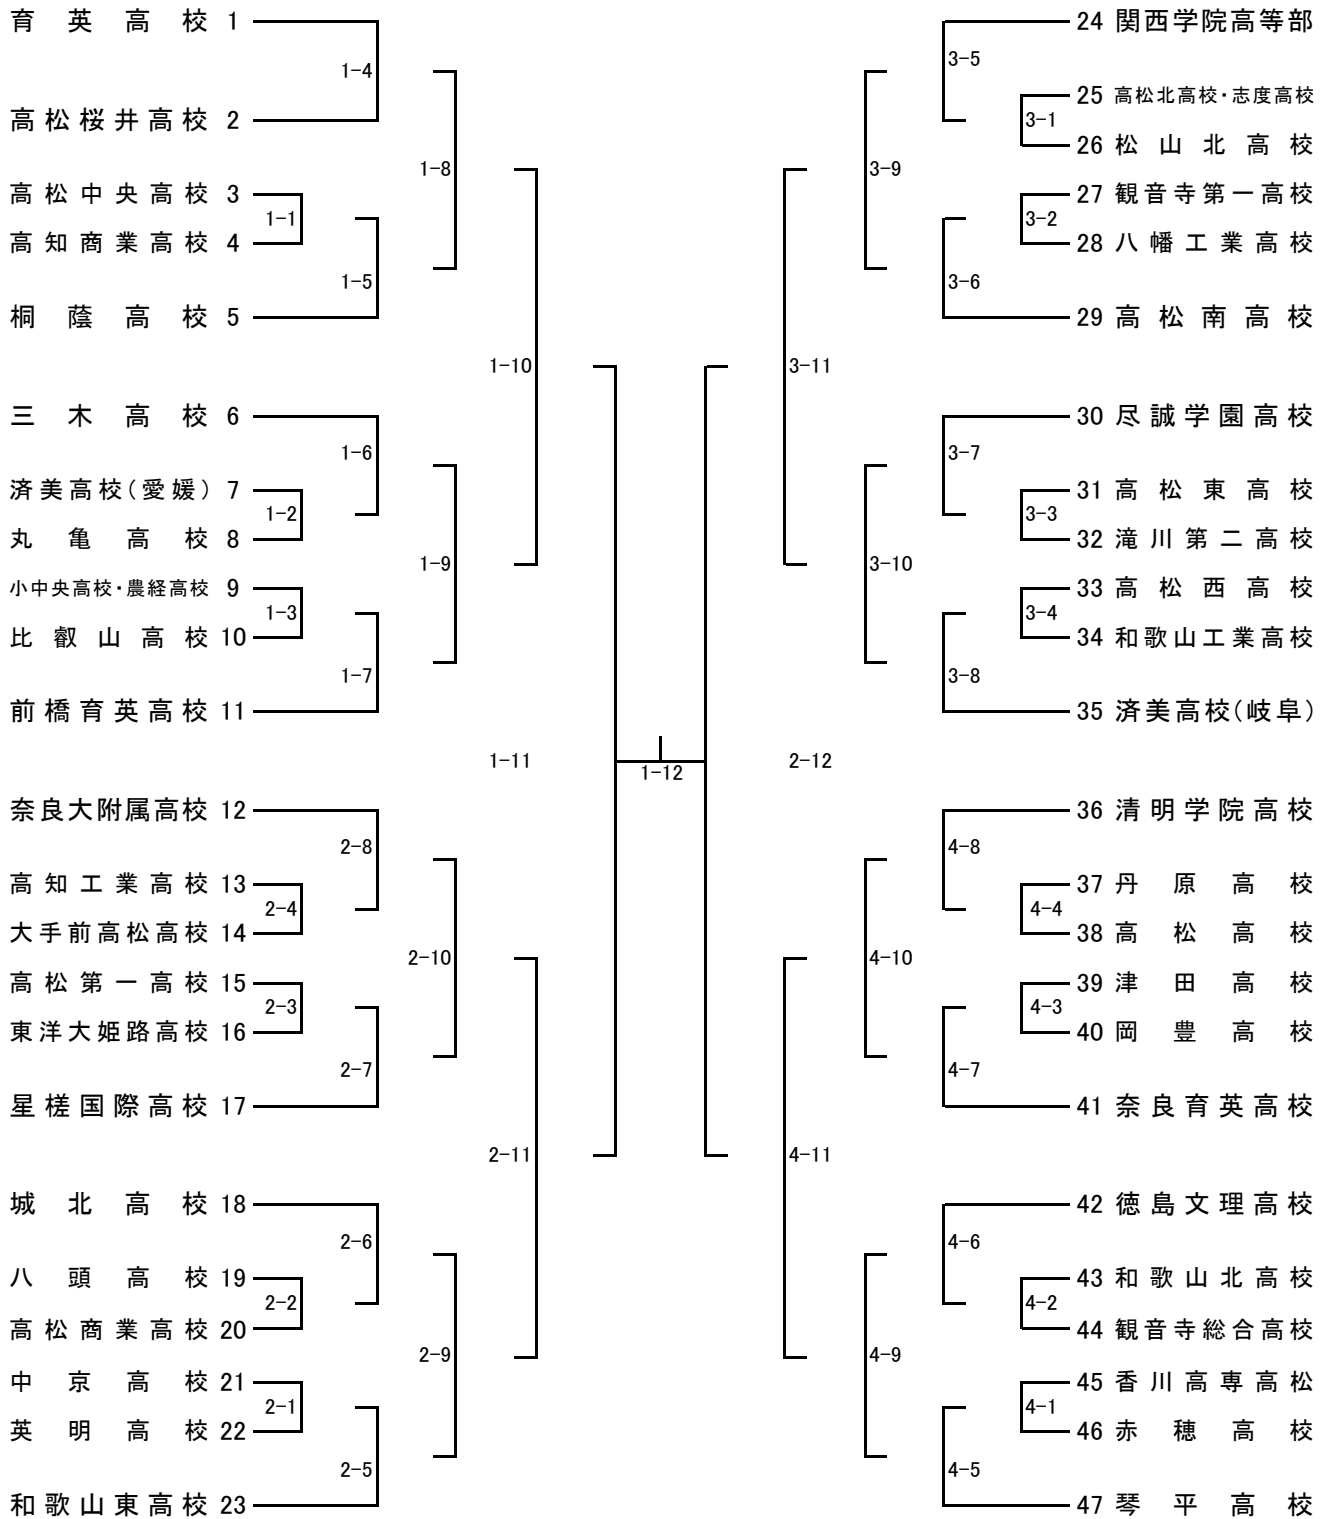 育英高校 1
1-4
高松桜井高校 2
1-8
高松中央高校 3
1-1
高知商業高校 4
1-5
桐蔭高校 5
1-10
三木高校 6
1-6
済美高校(愛媛) 7
1-2
丸亀高校 8
1-9
小中央高校・農経高校 9
1-3
比叡山高校 10
1-7
前橋育英高校 11
1-11
1-12
奈良大附属高校 12
2-8
高知工業高校 13
2-4
大手前高松高校 14
2-10
高松第一高校 15
2-3
東洋大姫路高校 16
2-7
星槎国際高校 17
2-11
城北高校 18
2-6
八頭高校 19
2-2
高松商業高校 20
2-9
中京高校 21
2-1
英明高校 22
2-5
和歌山東高校 23
24 関西学院高等部
3-5
25 高松北高校・志度高校
3-1
26 松山北高校
3-9
27 観音寺第一高校
3-2
28 八幡工業高校
3-6
29 高松南高校
3-11
30 尽誠学園高校
3-7
31 高松東高校
3-3
32 滝川第二高校
3-10
33 高松西高校
3-4
34 和歌山工業高校
3-8
35 済美高校(岐阜)
2-12
36 清明学院高校
4-8
37 丹原高校
4-4
38 高松高校
4-10
39 津田高校
4-3
40 岡豊高校
4-7
41 奈良育英高校
4-11
42 徳島文理高校
4-6
43 和歌山北高校
4-2
44 観音寺総合高校
4-9
45 香川高専高松
4-1
46 赤穂高校
4-5
47 琴平高校